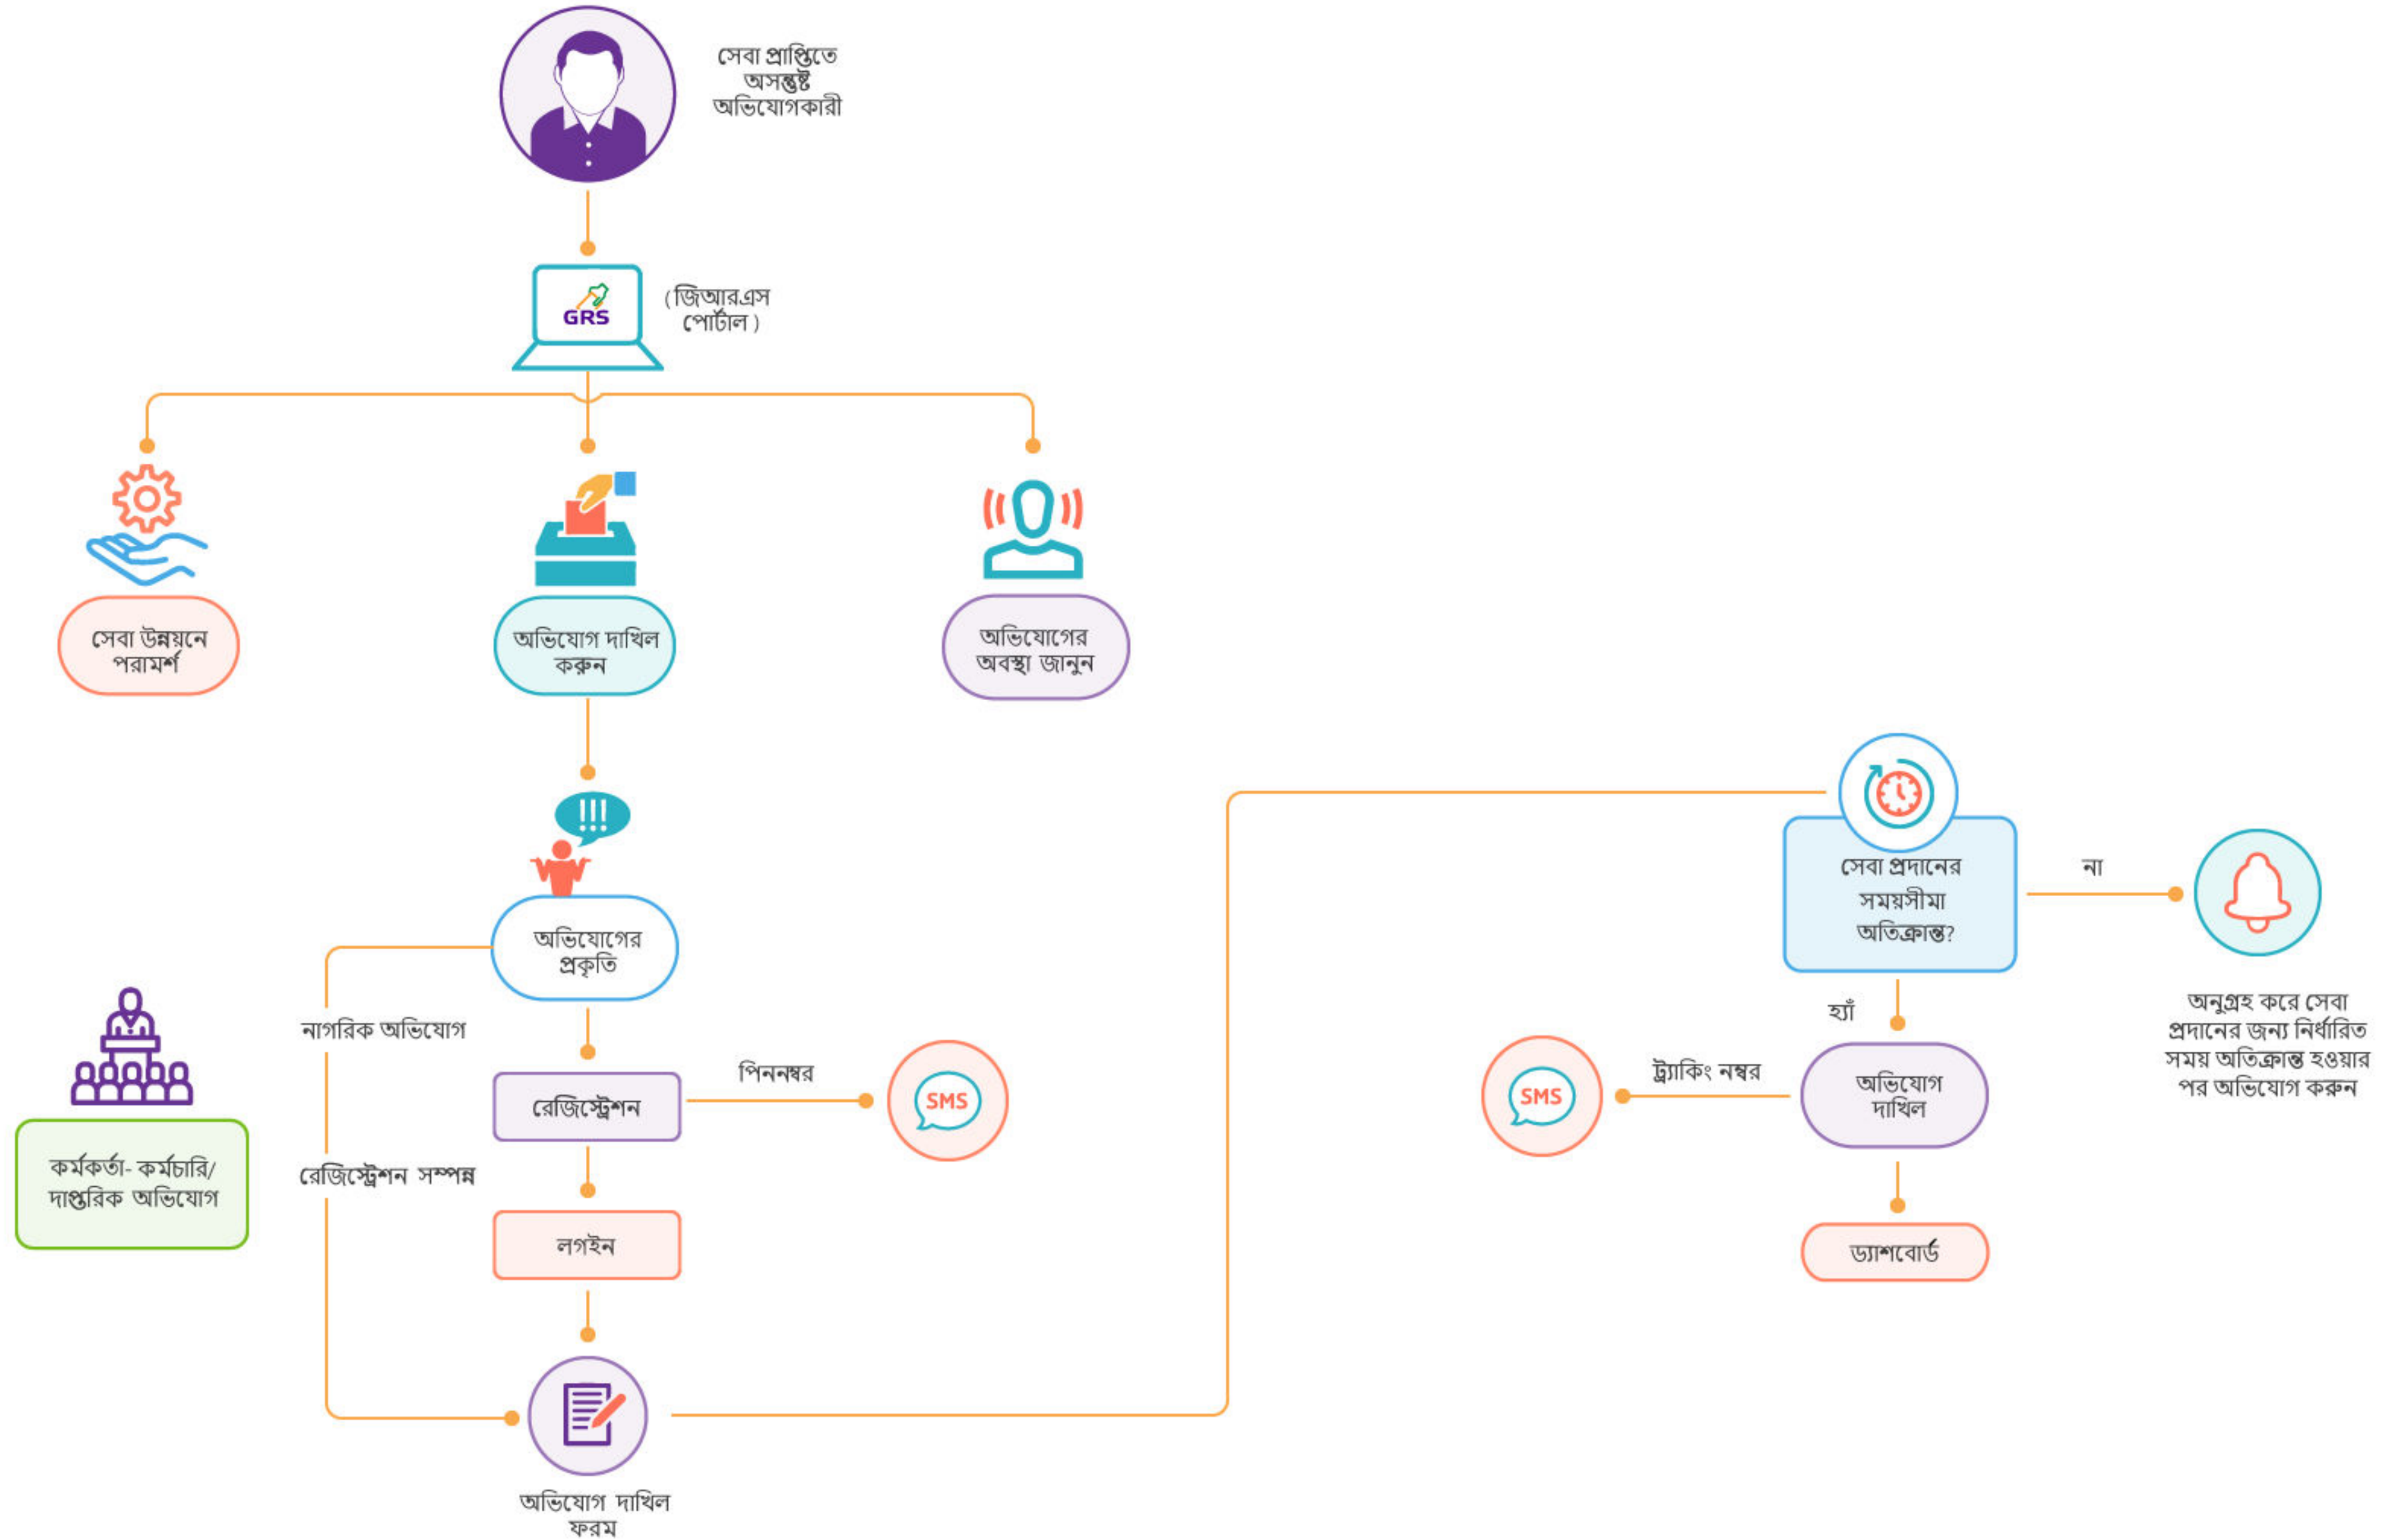 সেবা প্রাপ্তিতে
অসন্তুষ্ট
অভিযোগকারী
GRS
(জিআরএস
পোর্টাল )
সেবা উন্নয়নে
পরামর্শ
অভিযোগ দাখিল
করুন
অভিযোগের
অবস্থা জানুন
!!!
অভিযোগের
প্রকৃতি
নাগরিক অভিযোগ
কর্মকর্তা- কর্মচারি/
দাপ্তরিক অভিযোগ
রেজিস্ট্রেশন সম্পন্ন
রেজিস্ট্রেশন
পিননম্বর
SMS
লগইন
অভিযোগ দাখিল
ফরম
সেবা প্রদানের
সময়সীমা
অতিক্রান্ত?
না
অনুগ্রহ করে সেবা
প্রদানের জন্য নির্ধারিত
সময় অতিক্রান্ত হওয়ার
পর অভিযোগ করুন
হ্যাঁ
অভিযোগ
দাখিল
ট্র্যাকিং নম্বর
SMS
ড্যাশবোর্ড